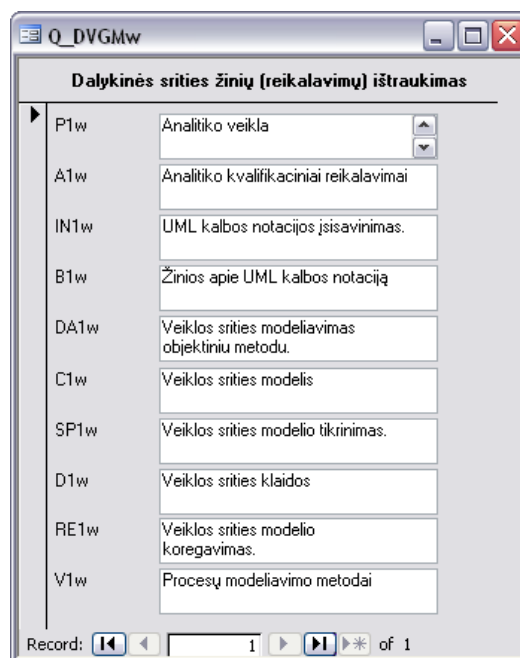 Q_DVGMw
Dalykinės srities žinių (reikalavimų) ištraukimas
P1w Analitiko veikla
A1w Analitiko kvalifikaciniai reikalavimai
IN1w UML kalbos notacijos įsisavinimas.
B1w Žinios apie UML kalbos notaciją
DA1w Veiklos srities modeliavimas
objektiniu metodu.
C1w Veiklos srities modelis
SP1w Veiklos srities modelio tikrinimas.
D1w Veiklos srities klaidos
RE1w Veiklos srities modelio
koregavimas.
V1w Procesų modeliavimo metodai
Record: 1 of 1